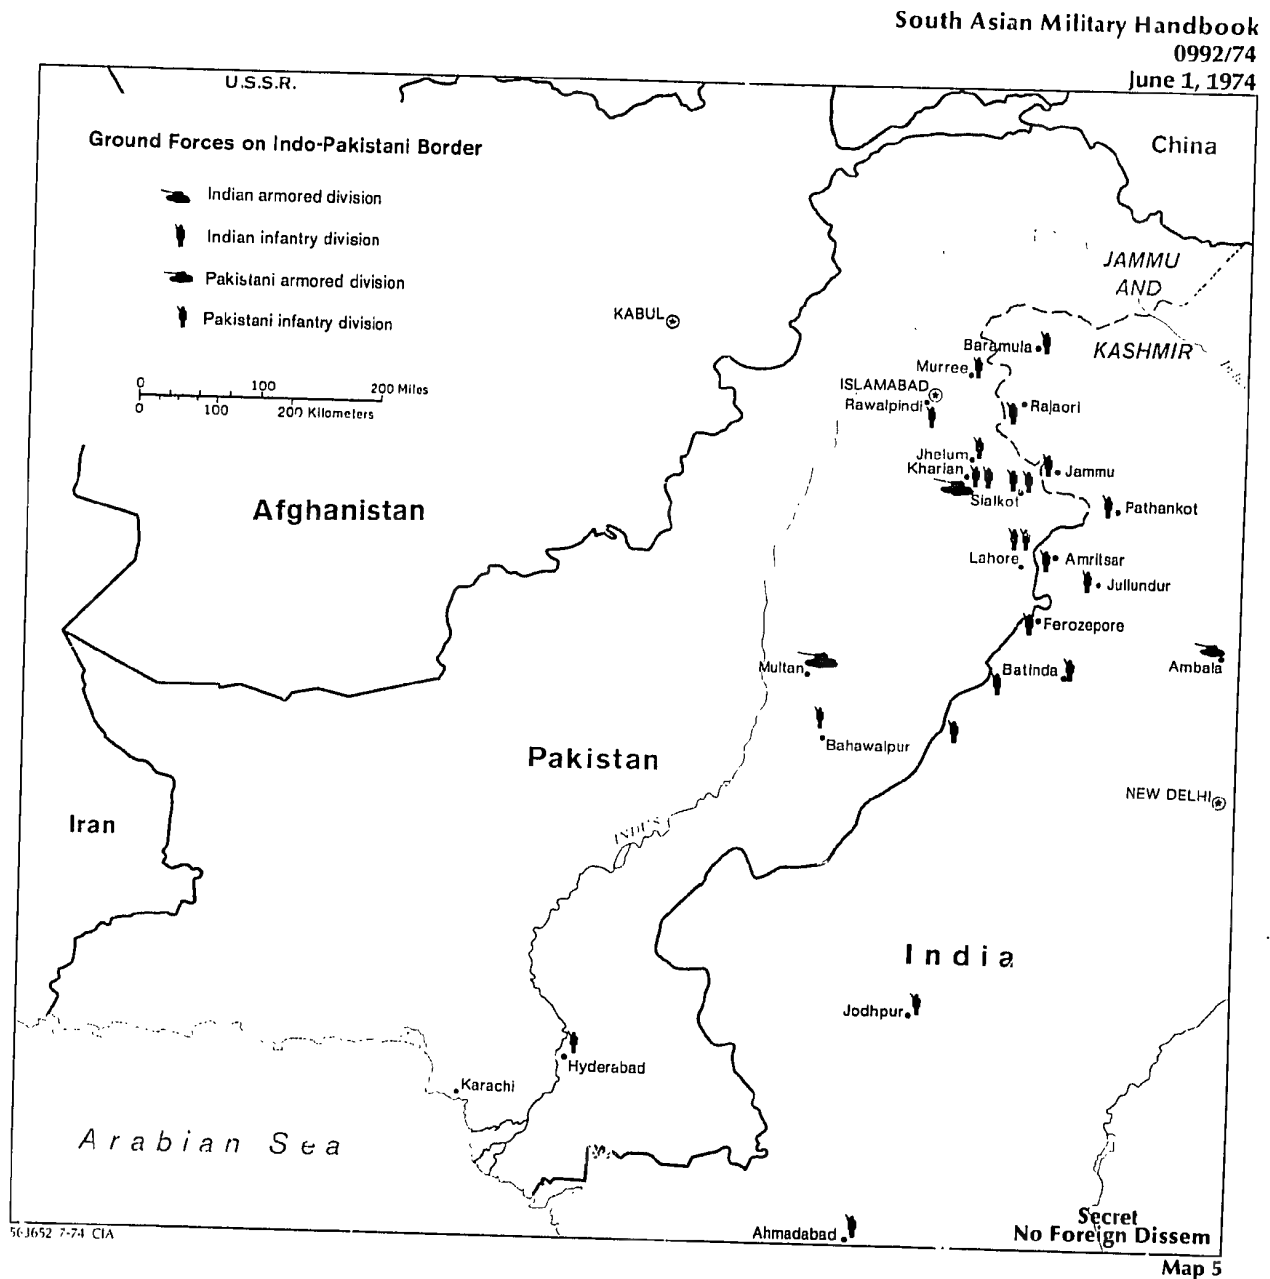 South Asian Military Handbook
0992/74
June 1, 1974
U.S.S.R.
China
Ground Forces on Indo-Pakistani Border
Indian armored division
Indian infantry division
Pakistani armored division
Pakistani infantry division
0 100 200 Miles
0 100 200 Kilometers
JAMMU
AND
KASHMIR
KABUL
Baramula
Murree
ISLAMABAD
Rawalpindi
Rajaori
Jhelum
Kharian
Jammu
Sialkot
Pathankot
Afghanistan
Lahore
Amritsar
Jullundur
Ferozepore
Multan
Batinda
Ambala
Bahawalpur
Pakistan
NEW DELHI
Iran
INDUS
India
Jodhpur
Hyderabad
Karachi
Arabian Sea
Ahmadabad
Secret
No Foreign Dissem
7-74 CIA
Map 5